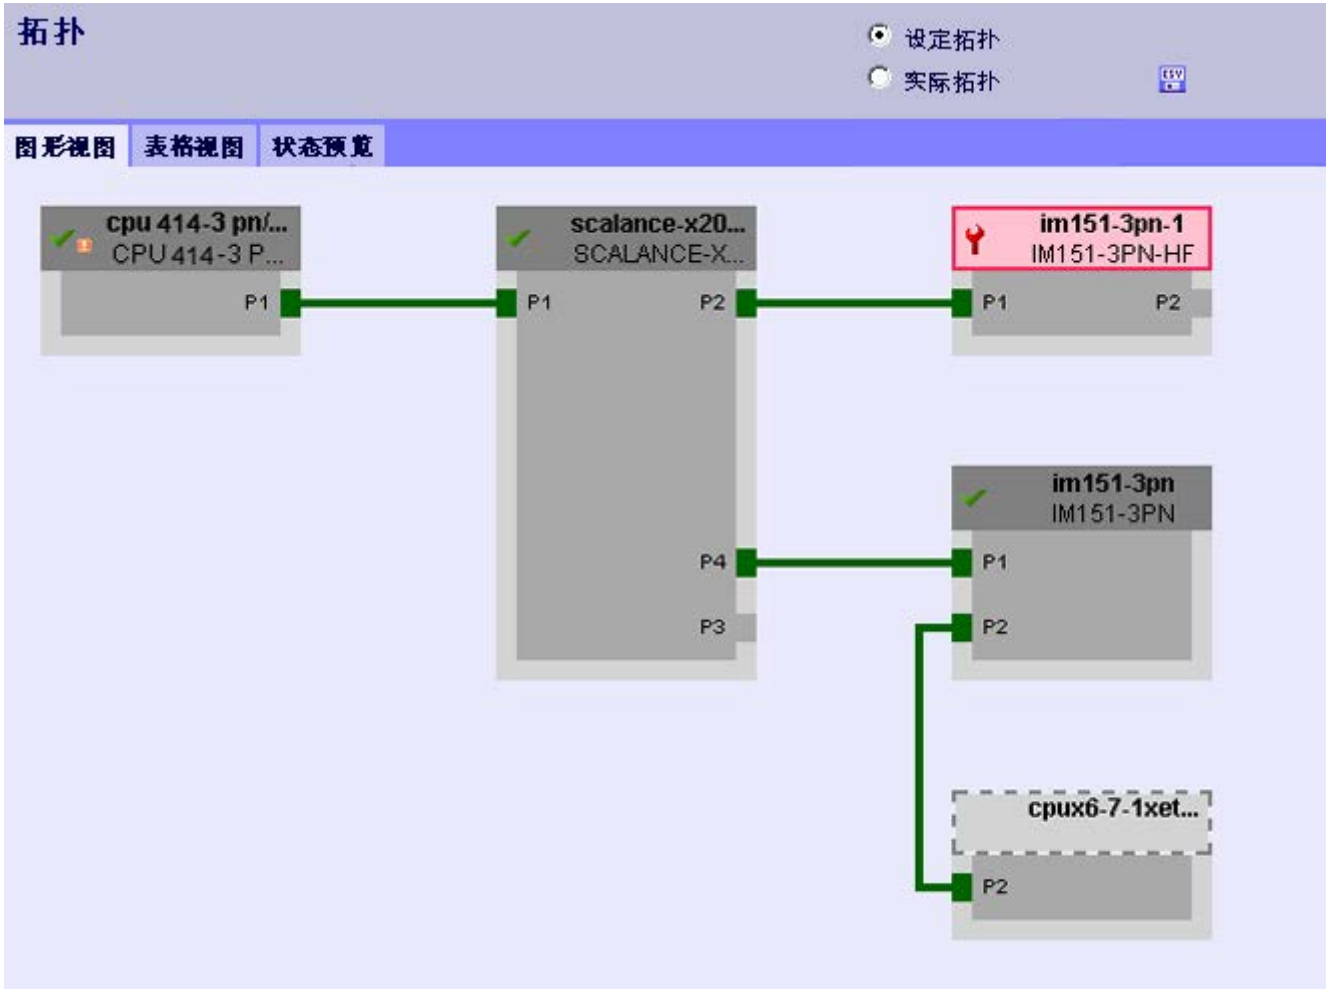 拓扑
设定拓扑
实际拓扑
图形视图 表格视图 状态预览
cpu 414-3 pn/...
CPU 414-3 P...
P1
scalance-x20...
SCALANCE-X...
P1 P2
P4
P3
im151-3pn-1
IM151-3PN-HF
P1 P2
im151-3pn
IM151-3PN
P1
P2
cpux6-7-1xet...
P2